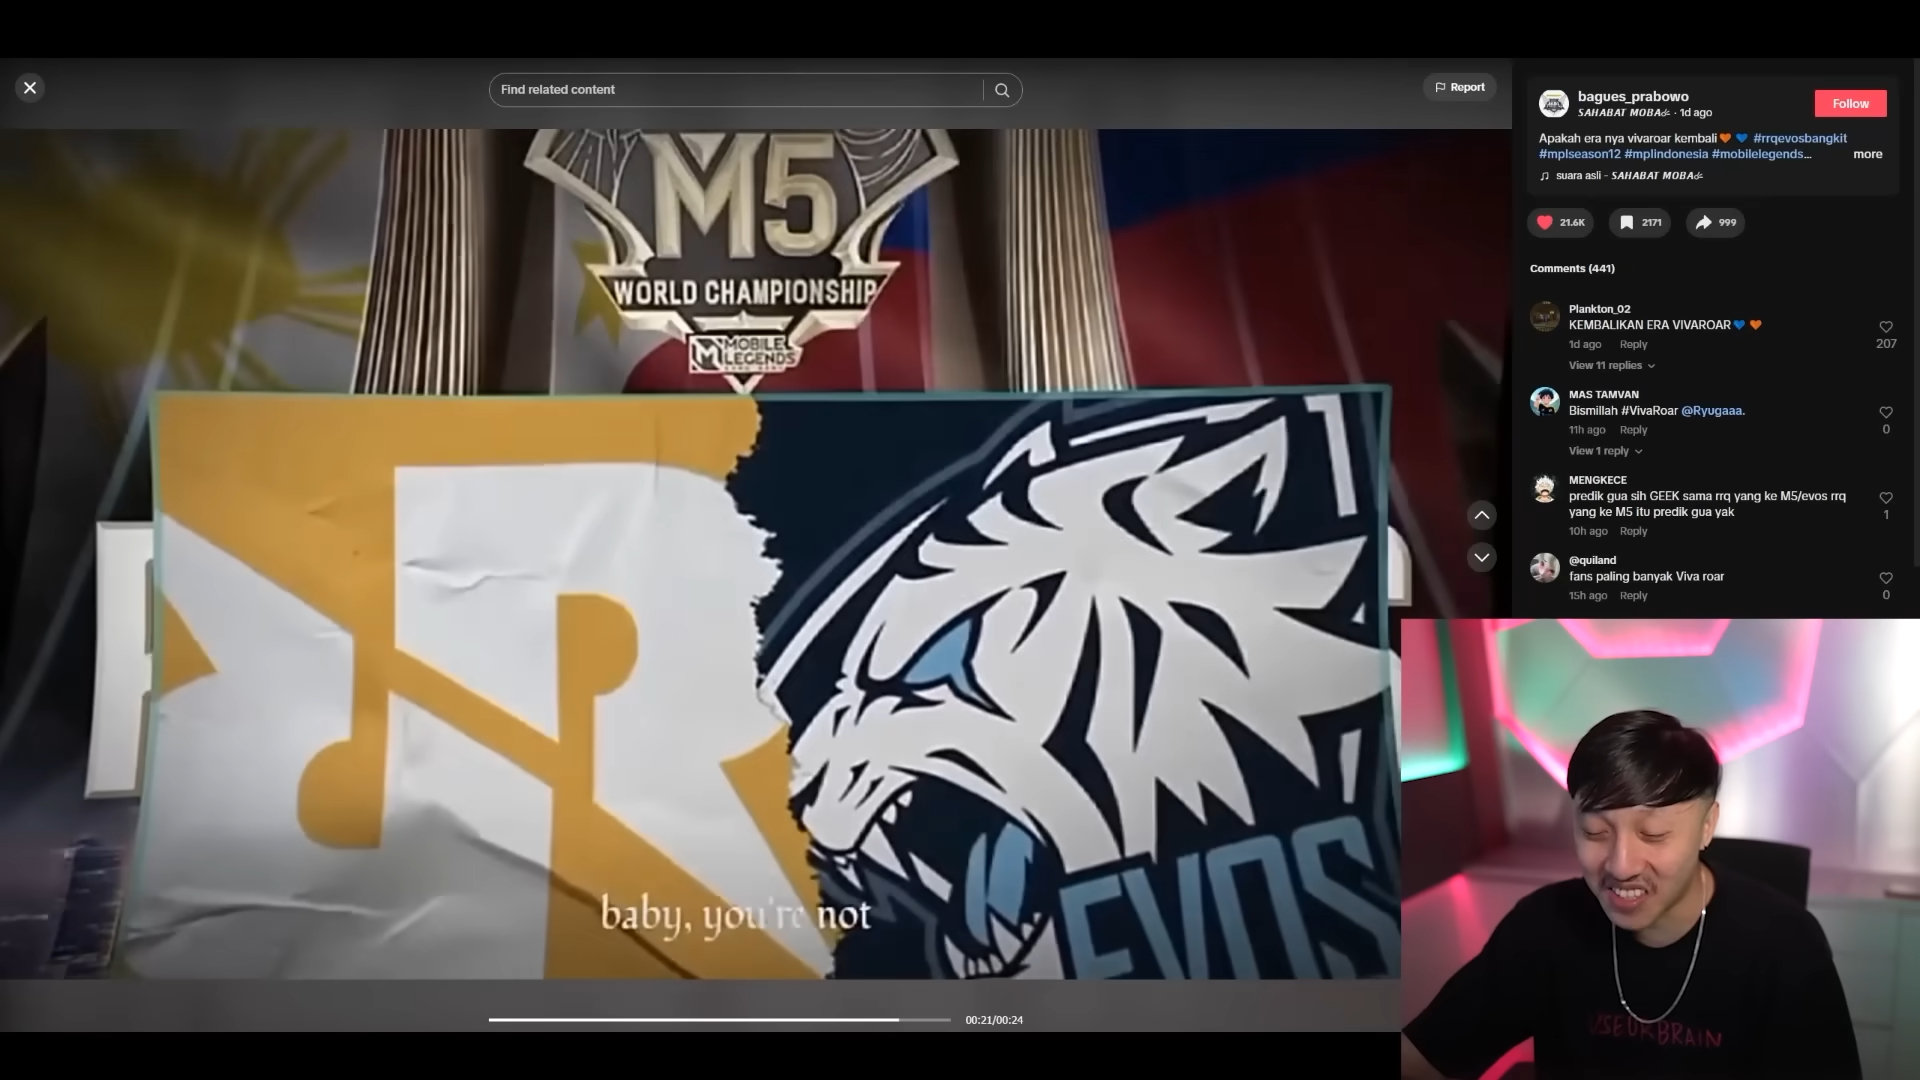 Find related content
Report
M5
WORLD CHAMPIONSHIP
MOBILE
LEGENDS
EVOS
baby, you're not
00:21/00:24
bagues_prabowo
SAHABAT MOBA · 1d ago
Follow
Apakah era nya vivaroar kembali🧡 💙 #rrqevosbangkit
#mplseason12 #mplindonesia #mobilelegends...
more
suara asli - SAHABAT MOBA
21.6K
2171
999
Comments (441)
Plankton_02
KEMBALIKAN ERA VIVAROAR💙 🧡
207
1d ago Reply
View 11 replies
MAS TAMVAN
Bismillah #VivaRoar @Ryugaaa.
0
11h ago Reply
View 1 reply
MENGKECE
predik gua sih GEEK sama rrq yang ke M5/evos rrq
yang ke M5 itu predik gua yak
1
10h ago Reply
@quiland
fans paling banyak Viva roar
0
15h ago Reply